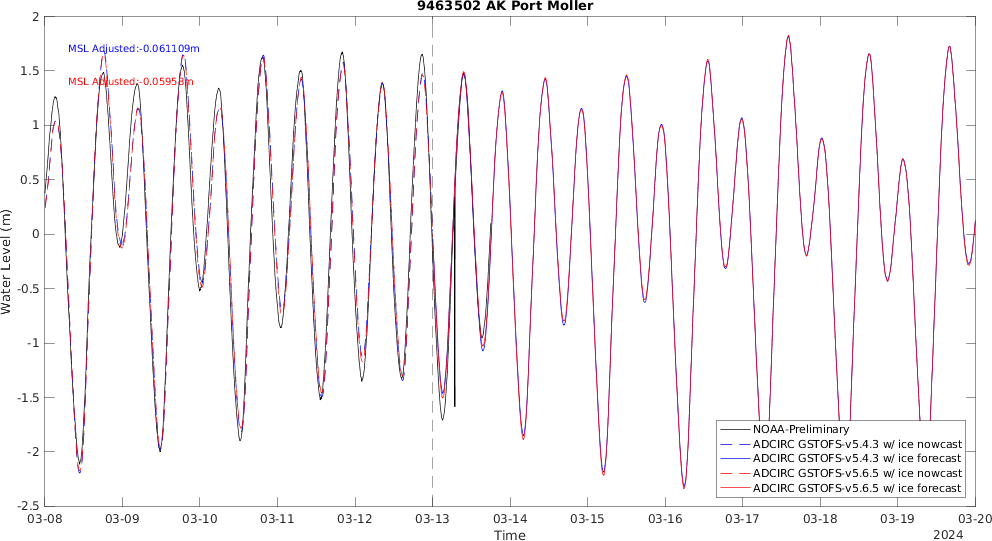 9463502 AK Port Moller
MSL Adjusted:-0.061109m
MSL Adjusted:-0.0595
Water Level (m)
2
1.5
1
0.5
0
-0.5
-1
-1.5
-2
-2.5
NOAA-Preliminary
ADCIRC GSTOFS-v5.4.3 w/ ice nowcast
ADCIRC GSTOFS-v5.4.3 w/ ice forecast
ADCIRC GSTOFS-v5.6.5 w/ ice nowcast
ADCIRC GSTOFS-v5.6.5 w/ ice forecast
03-08 03-09 03-10 03-11 03-12 03-13 03-14 03-15 03-16 03-17 03-18 03-19 03-20
Time
2024